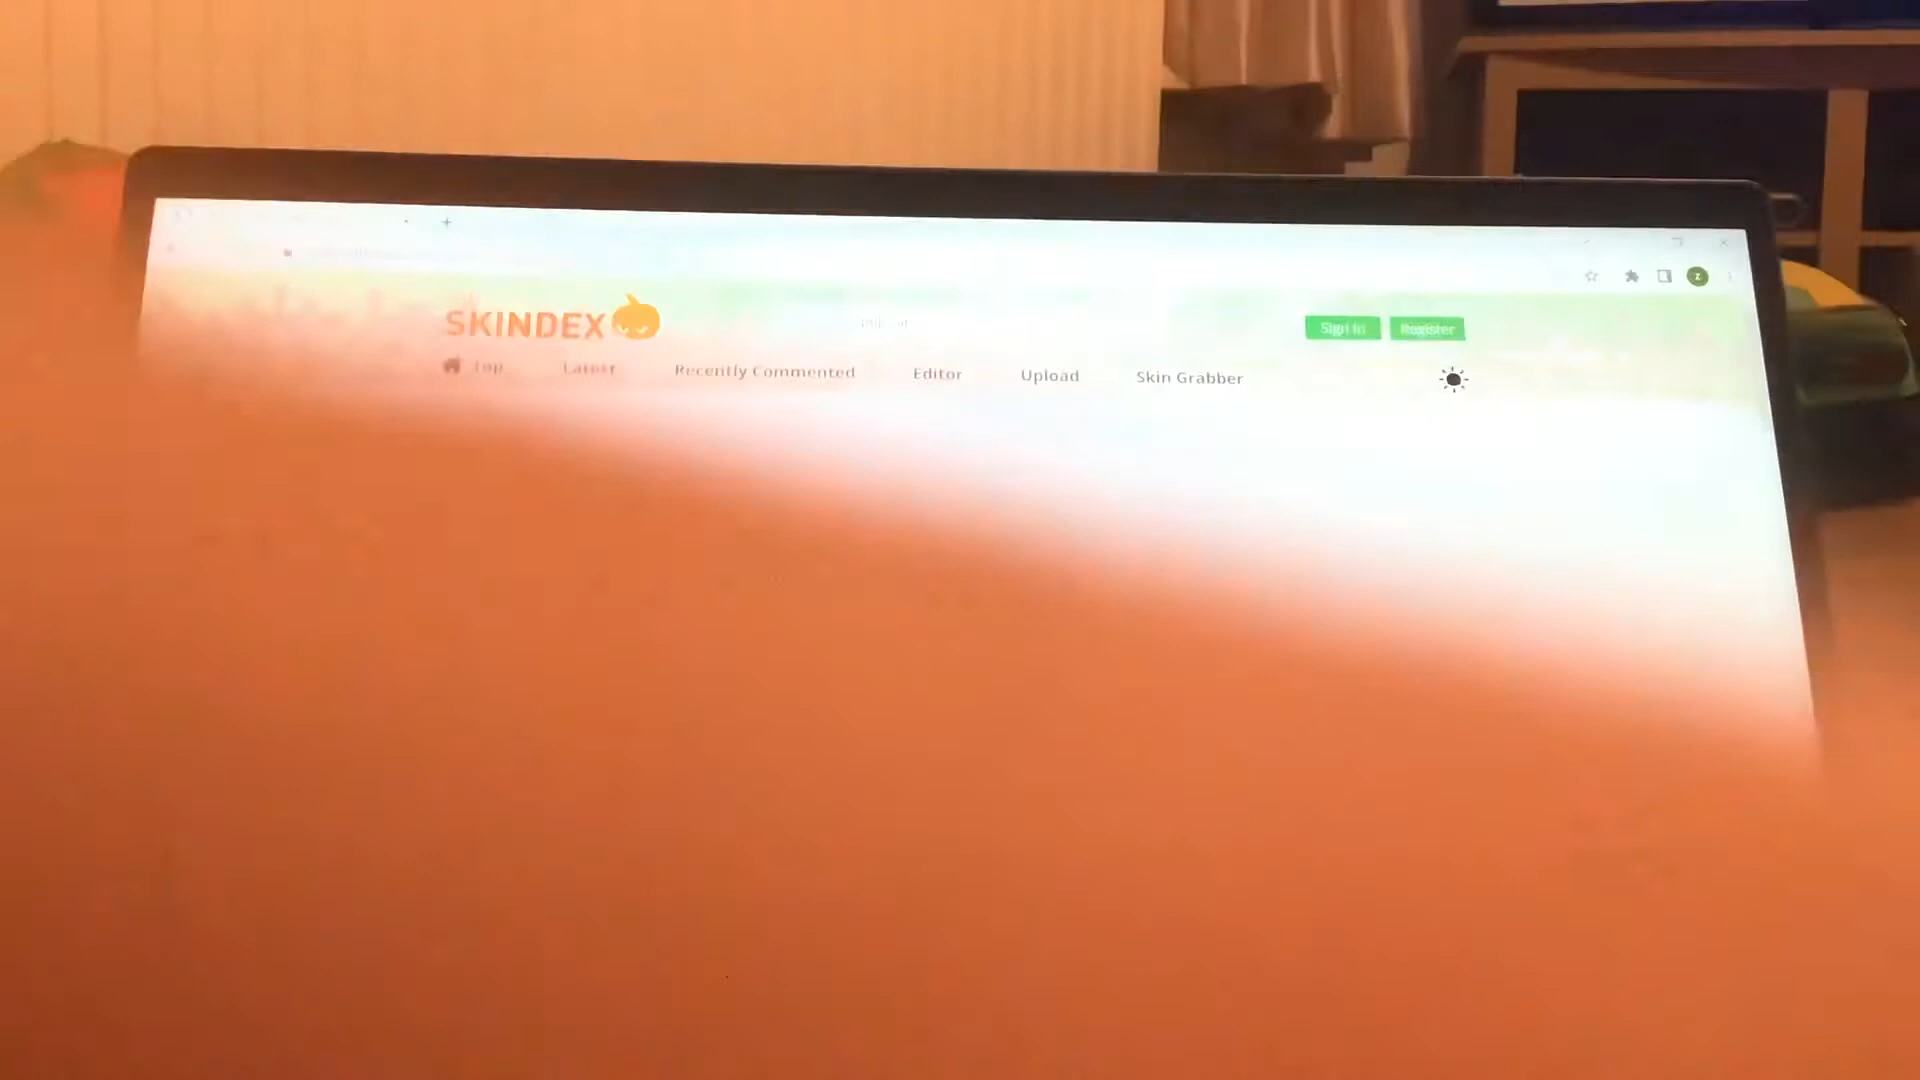 SKINDEX
Sign In Register
Top Latest Recently Commented Editor Upload Skin Grabber